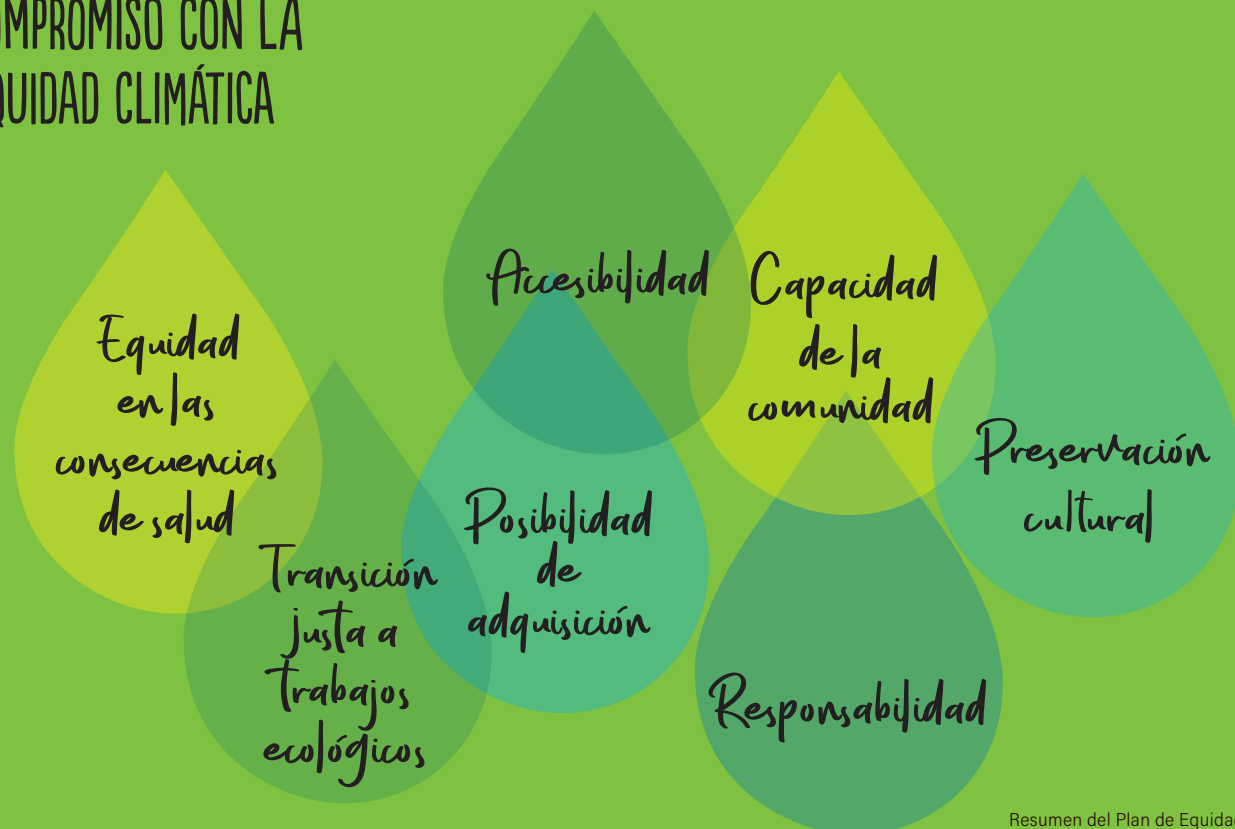 OMPROMISO CON LA
QUIDAD CLIMÁTICA
Equidad
en las
consecuencias
de salud
Transición
justa a
trabajos
ecológicos
Accesibilidad
Posibilidad
de
adquisición
Capacidad
de la
comunidad
Responsabilidad
Preservación
cultural
Resumen del Plan de Equida